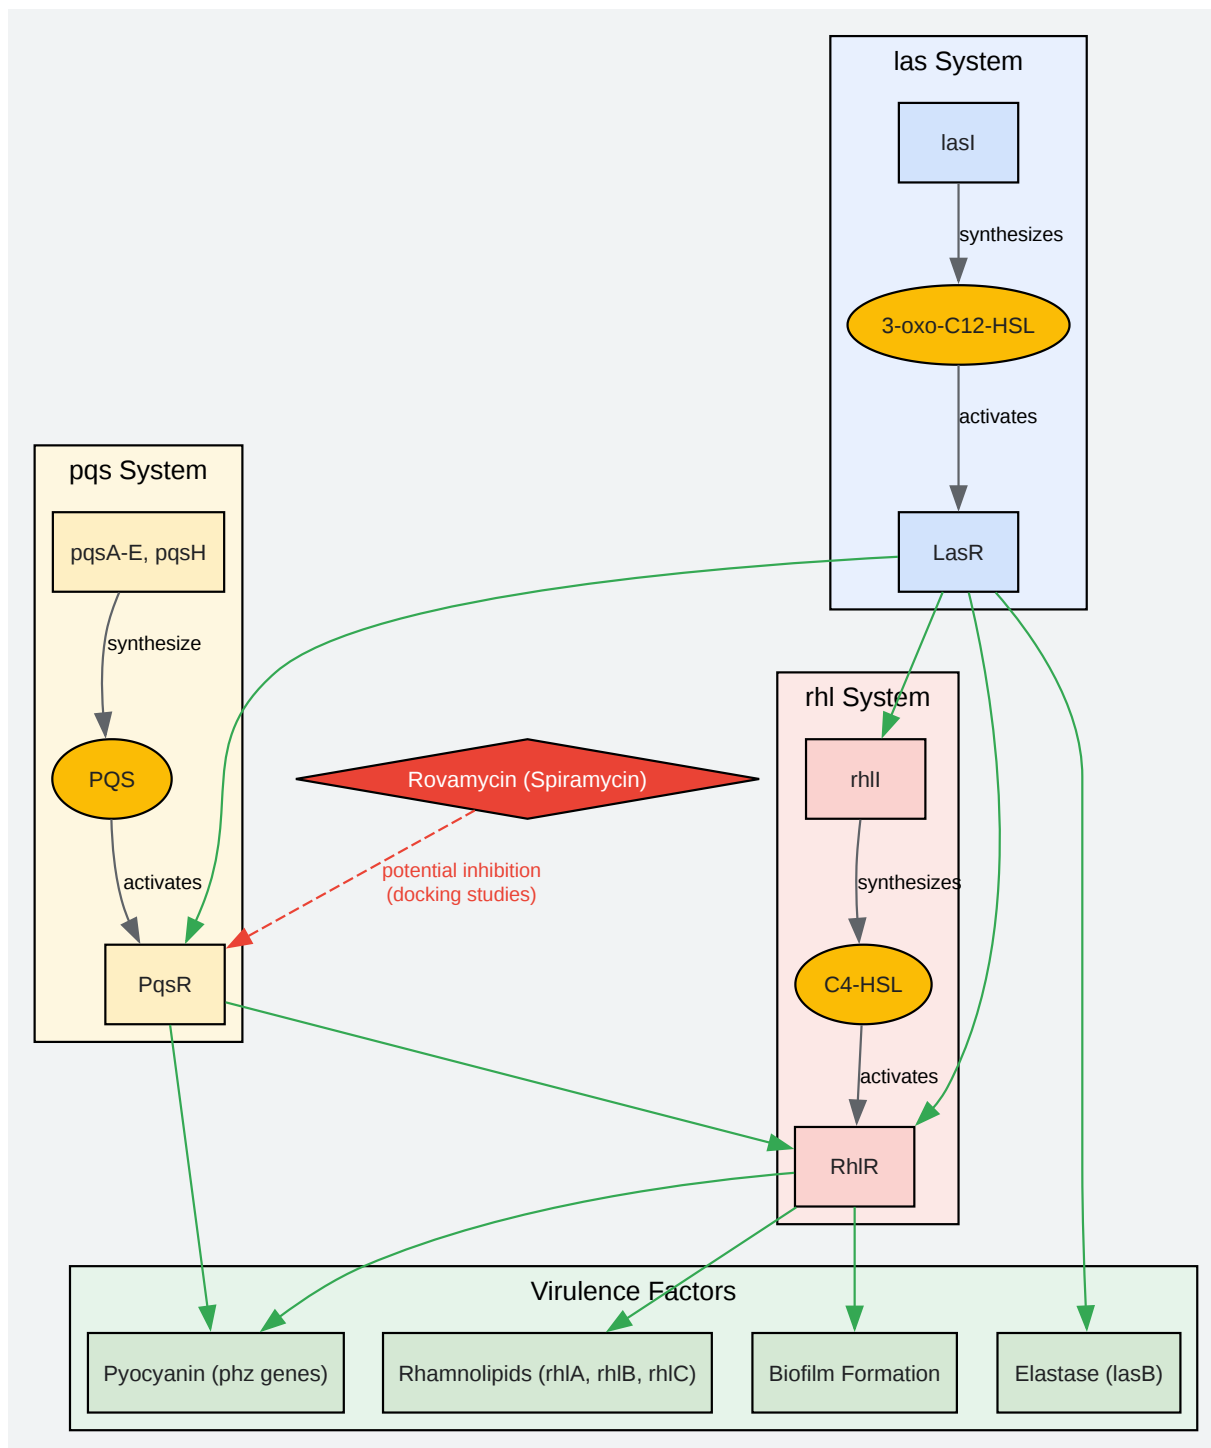 las System
lasI
synthesizes
3-oxo-C12-HSL
activates
LasR
pqs System
pqsA-E, pqsH
synthesize
PQS
activates
PqsR
Rovamycin (Spiramycin)
potential inhibition
(docking studies)
rhl System
rhlI
synthesizes
C4-HSL
activates
RhlR
Virulence Factors
Pyocyanin (phz genes)
Rhamnolipids (rhlA, rhlB, rhlC)
Biofilm Formation
Elastase (lasB)